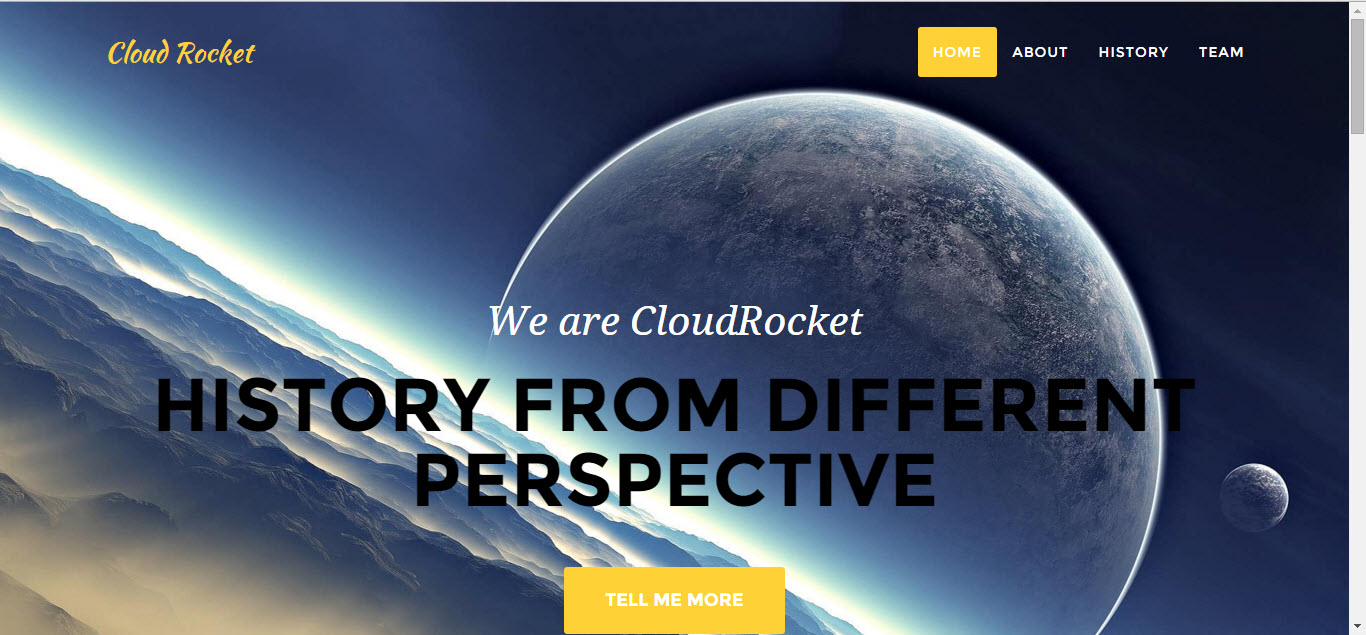 Cloud Rocket
HOME ABOUT HISTORY TEAM
We are CloudRocket
HISTORY FROM DIFFERENT
PERSPECTIVE
TELL ME MORE